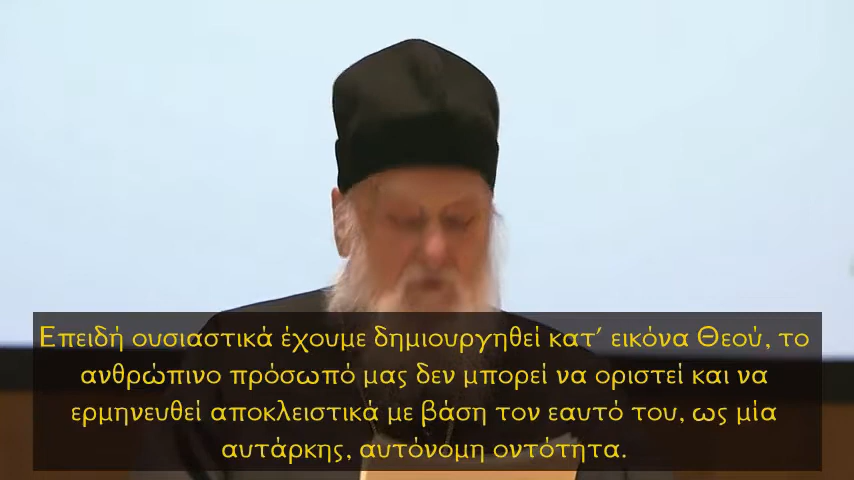 Επειδή ουσιαστικά έχουμε δημιουργηθεί κατ’ εικόνα Θεού, το
ανθρώπινο πρόσωπό μας δεν μπορεί να οριστεί και να
ερμηνευθεί αποκλειστικά με βάση τον εαυτό του, ως μία
αυτάρκης, αυτόνομη οντότητα.